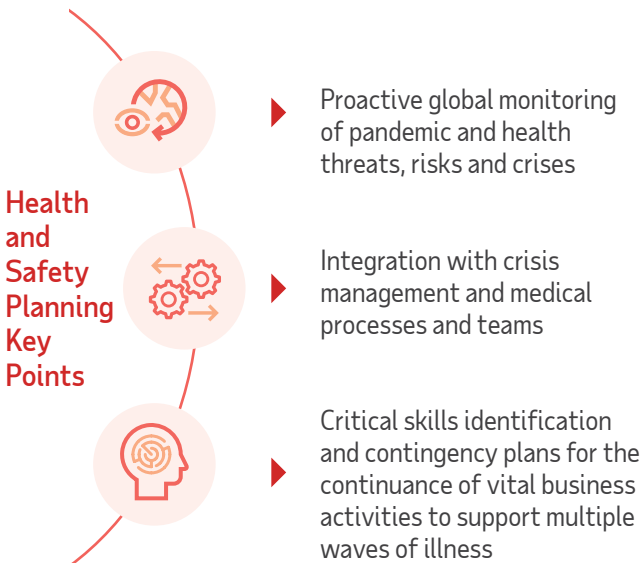 Health
and
Safety
Planning
Key
Points
Proactive global monitoring
of pandemic and health
threats, risks and crises
Integration with crisis
management and medical
processes and teams
Critical skills identification
and contingency plans for the
continuance of vital business
activities to support multiple
waves of illness